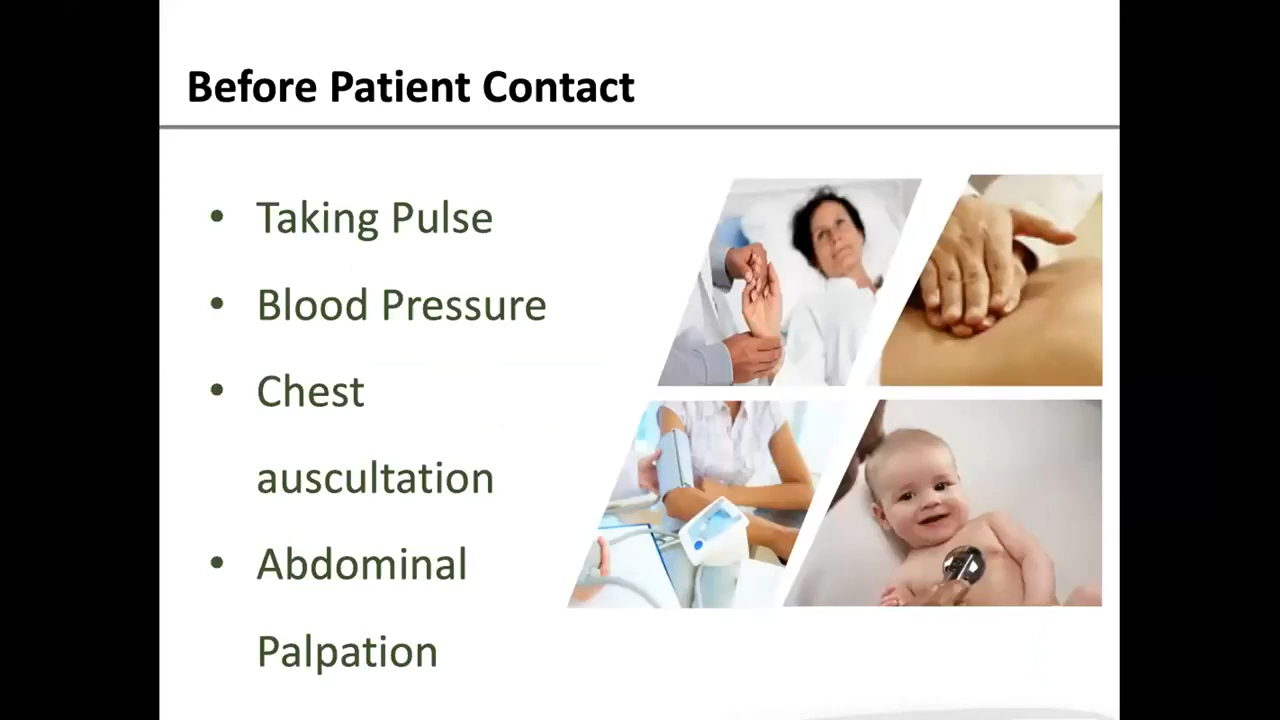 Before Patient Contact
• Taking Pulse
• Blood Pressure
• Chest
auscultation
• Abdominal
Palpation